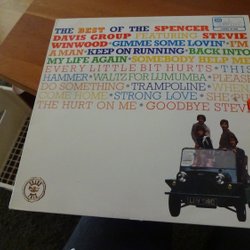 THE BEST OF THE SPENCER
DAVIS GROUP FEATURING STEVIE
WINWOOD•GIMME SOME LOVIN'•I'M
A MAN•KEEP ON RUNNING•BACK INTO
MY LIFE AGAIN•SOMEBODY HELP ME
EVERY LITTLE BIT HURTS•THIS
HAMMER•WALTZ FOR LUMUMBA•PLEASE
DO SOMETHING•TRAMPOLINE•WHEN
COME HOME•STRONG LOVE•SHE
THE HURT ON ME•GOODBYE STEVIE